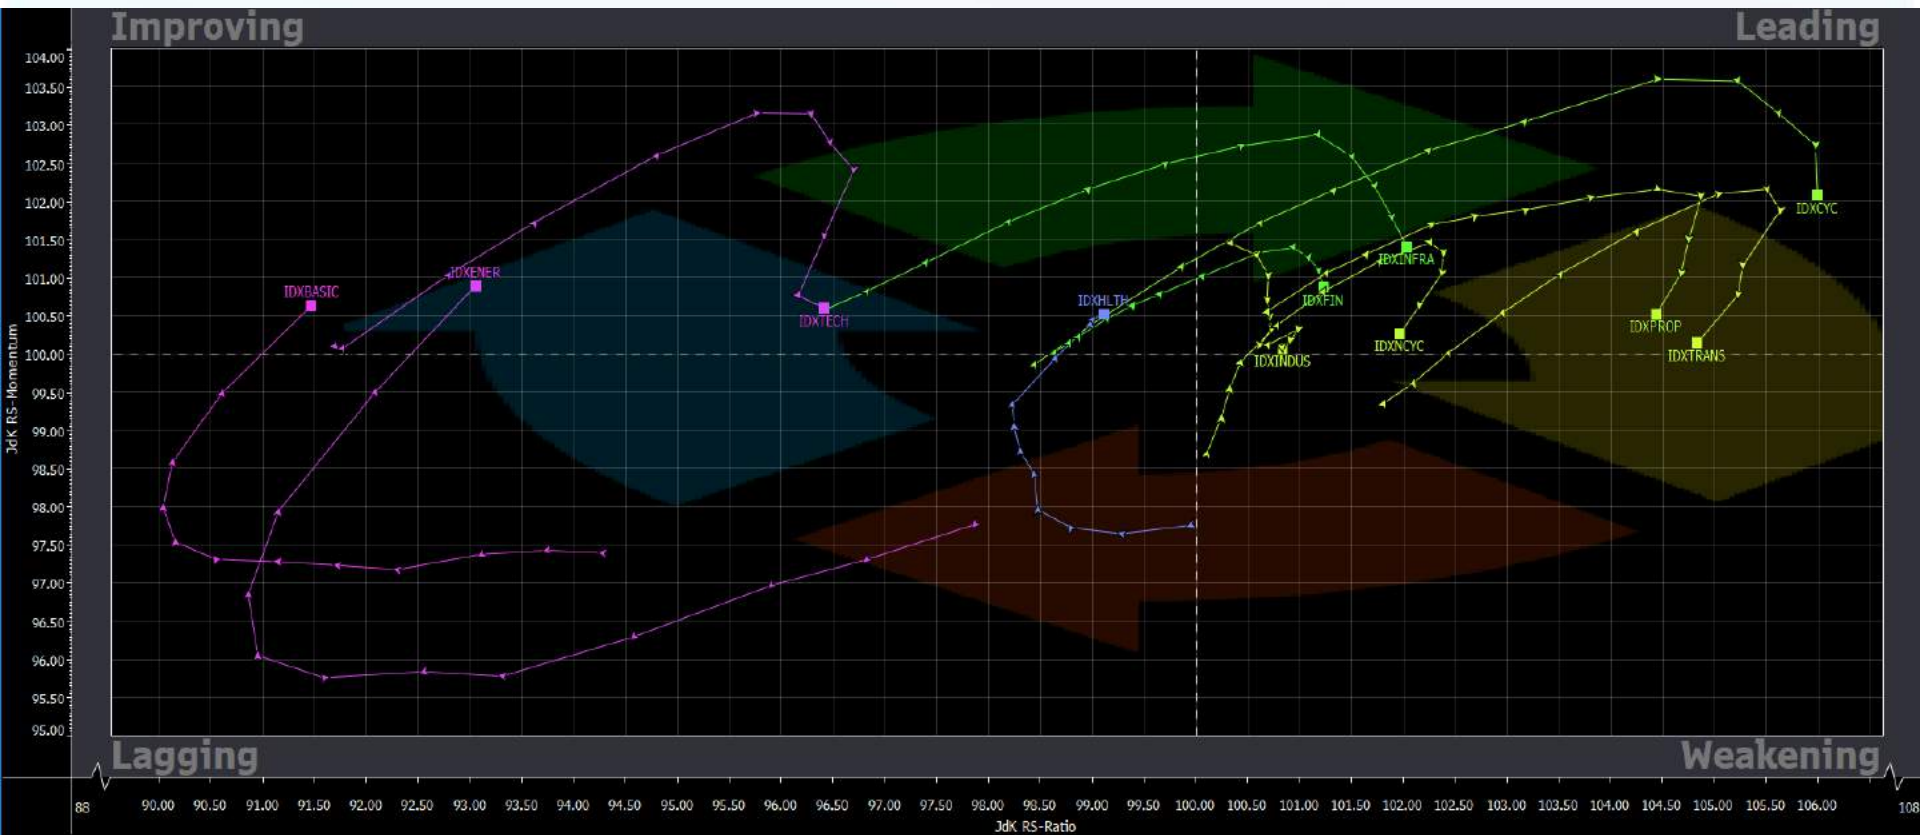 Improving
Leading
104.00
103.50
103.00
102.50
102.00
101.50
101.00
100.50
100.00
99.50
99.00
98.50
98.00
97.50
97.00
96.50
96.00
95.50
95.00
JdK RS-Momentum
IDXCYC
IDXINFRA
IDXENER
IDXBASIC
IDXHLTH
IDXFIN
IDXTECH
IDXPROP
IDXNCYC
IDXTRANS
IDXINDUS
Lagging
Weakening
88 90.00 90.50 91.00 91.50 92.00 92.50 93.00 93.50 94.00 94.50 95.00 95.50 96.00 96.50 97.00 97.50 98.00 98.50 99.00 99.50 100.00 100.50 101.00 101.50 102.00 102.50 103.00 103.50 104.00 104.50 105.00 105.50 106.00 108
JdK RS-Ratio